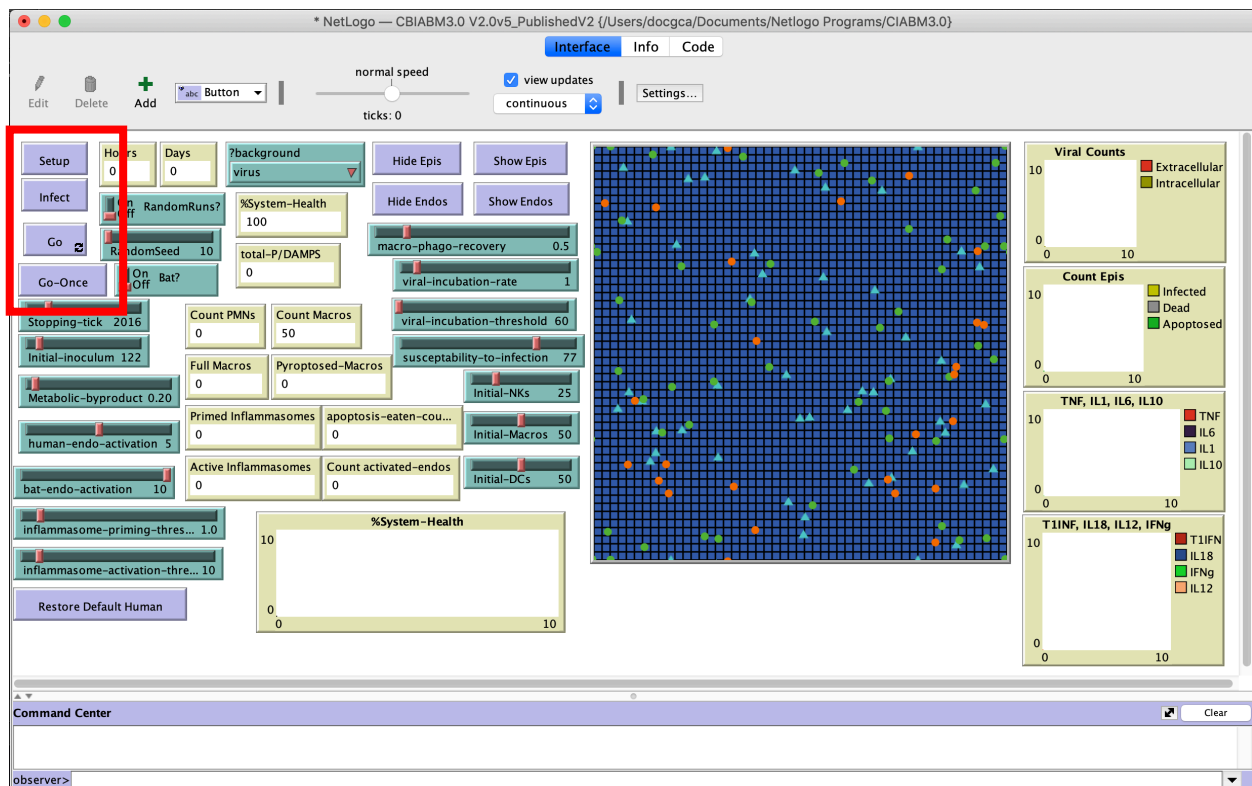 * NetLogo — CBIABM3.0 V2.0v5_PublishedV2 {/Users/docgca/Documents/Netlogo Programs/CIABM3.0}
Interface Info Code
Edit Delete Add abc Button normal speed view updates
continuous Settings...
ticks: 0
Setup
Infect
Go
Go-Once
Hours
0
Days
0
?background
virus
Hide Epis
Show Epis
Hide Endos
Show Endos
On
Off RandomRuns?
%System-Health
100
RandomSeed 10
total-P/DAMPS
0
On
Off Bat?
macro-phago-recovery 0.5
viral-incubation-rate 1
viral-incubation-threshold 60
susceptability-to-infection 77
Stopping-tick 2016
Initial-inoculum 122
Metabolic-byproduct 0.20
human-endo-activation 5
bat-endo-activation 10
inflammasome-priming-thres... 1.0
inflammasome-activation-thre... 10
Restore Default Human
Count PMNs
0
Count Macros
50
Full Macros
0
Pyroptosed-Macros
0
Primed Inflammasomes
0
apoptosis-eaten-cou...
0
Active Inflammasomes
0
Count activated-endos
0
Initial-NKs 25
Initial-Macros 50
Initial-DCs 50
%System-Health
10
0
0 10
Viral Counts
10
0
0 10
Extracellular
Intracellular
Count Epis
10
0
0 10
Infected
Dead
Apoptosed
TNF, IL1, IL6, IL10
10
0
0 10
TNF
IL6
IL1
IL10
T1INF, IL18, IL12, IFNg
10
0
0 10
T1IFN
IL18
IFNg
IL12
Command Center
Clear
observer>